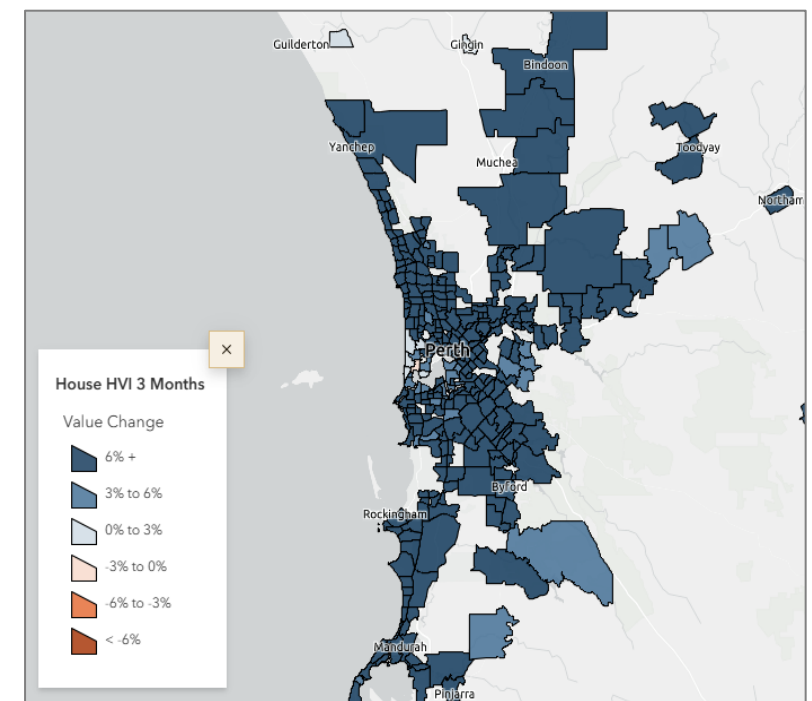 Guilderton
Gingin
Bindoon
Yanchep
Muchea
Toodyay
Northam
Perth
×
House HVI 3 Months
Value Change
6% +
3% to 6%
0% to 3%
-3% to 0%
-6% to -3%
< -6%
Byford
Rockingham
Mandurah
Pinjarra